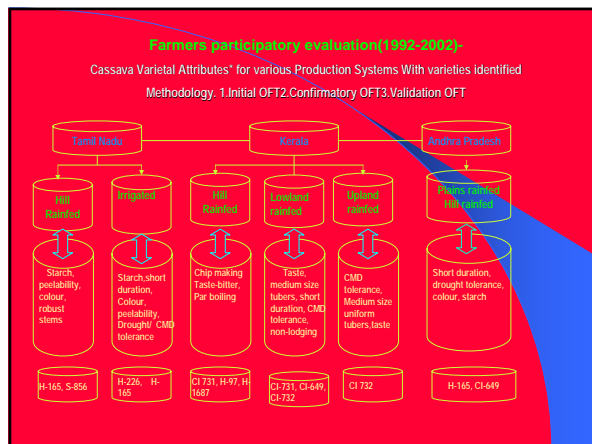 Farmers participatory evaluation(1992-2002)-
Cassava Varietal Attributes* for various Production Systems With varieties identified
Methodology. 1.Initial OFT2.Confirmatory OFT3.Validation OFT
Tamil Nadu
Kerala
Andhra Pradesh
Hill
Rainfed
Irrigated
Hill
Rainfed
Lowland
rainfed
Upland
rainfed
Plains rainfed
Hill rainfed
Starch,
peelability,
colour,
robust
stems
Starch,short
duration,
Colour,
peelability,
Drought/ CMD
tolerance
Chip making
Taste-bitter,
Par boiling
Taste,
medium size
tubers, short
duration, CMD
tolerance,
non-lodging
CMD
tolerance,
Medium size
uniform
tubers,taste
Short duration,
drought tolerance,
colour, starch
H-165, S-856
H-226, H-
165
CI 731, H-97, H-
1687
CI-731, CI-649,
CI-732
CI 732
H-165, CI-649